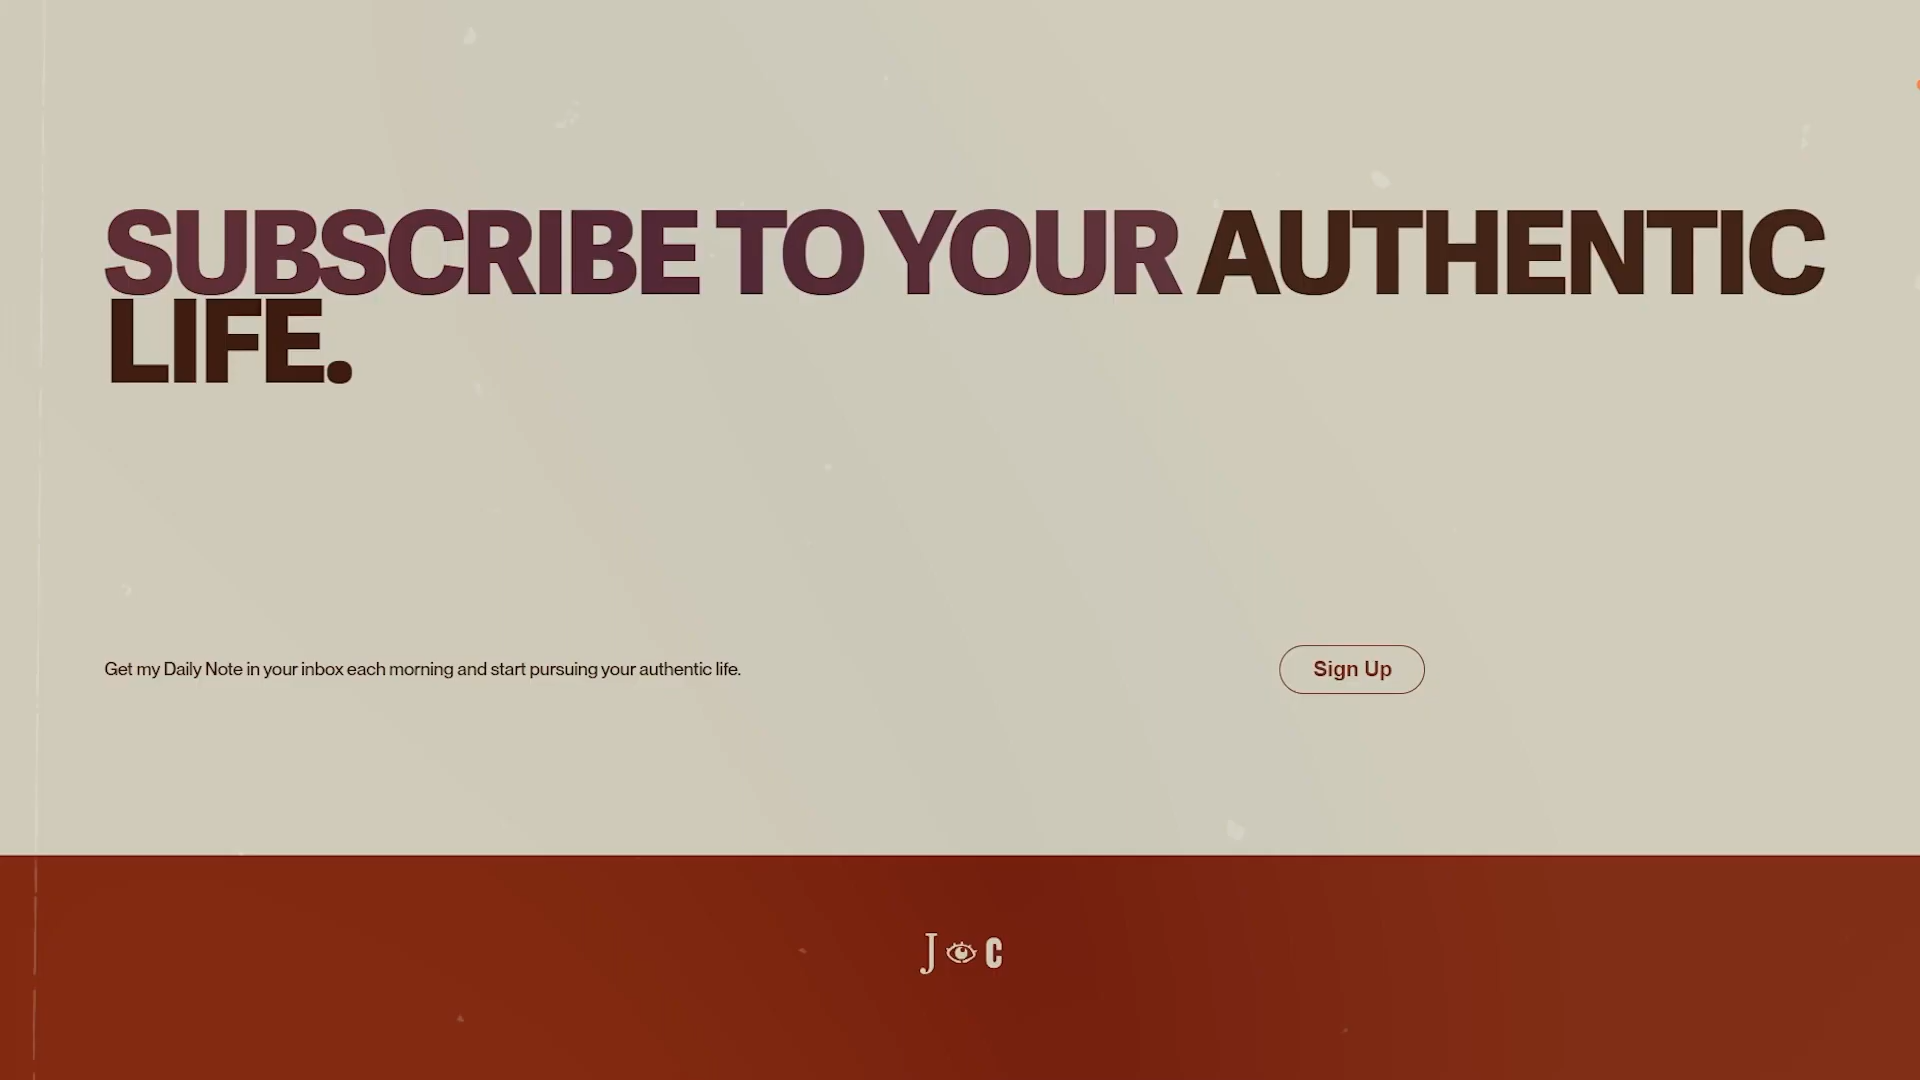 SUBSCRIBE TO YOUR AUTHENTIC
LIFE.
Get my Daily Note in your inbox each morning and start pursuing your authentic life.
Sign Up
J C